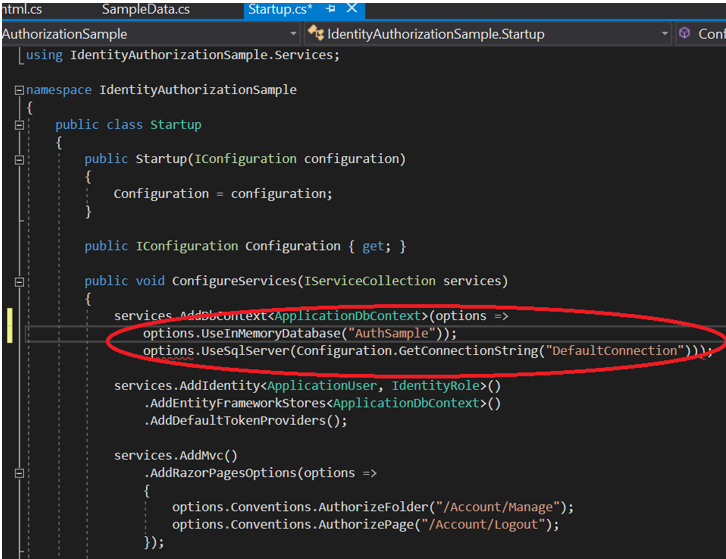 html.cs SampleData.cs Startup.cs*
AuthorizationSample IdentityAuthorizationSample.Startup Conf
using IdentityAuthorizationSample.Services;
namespace IdentityAuthorizationSample
{
public class Startup
{
public Startup(IConfiguration configuration)
{
Configuration = configuration;
}
public IConfiguration Configuration { get; }
public void ConfigureServices(IServiceCollection services)
{
services.AddDbContext<ApplicationDbContext>(options =>
options.UseInMemoryDatabase("AuthSample"));
options.UseSqlServer(Configuration.GetConnectionString("DefaultConnection")));
services.AddIdentity<ApplicationUser, IdentityRole>()
.AddEntityFrameworkStores<ApplicationDbContext>()
.AddDefaultTokenProviders();
services.AddMvc()
.AddRazorPagesOptions(options =>
{
options.Conventions.AuthorizeFolder("/Account/Manage");
options.Conventions.AuthorizePage("/Account/Logout");
});